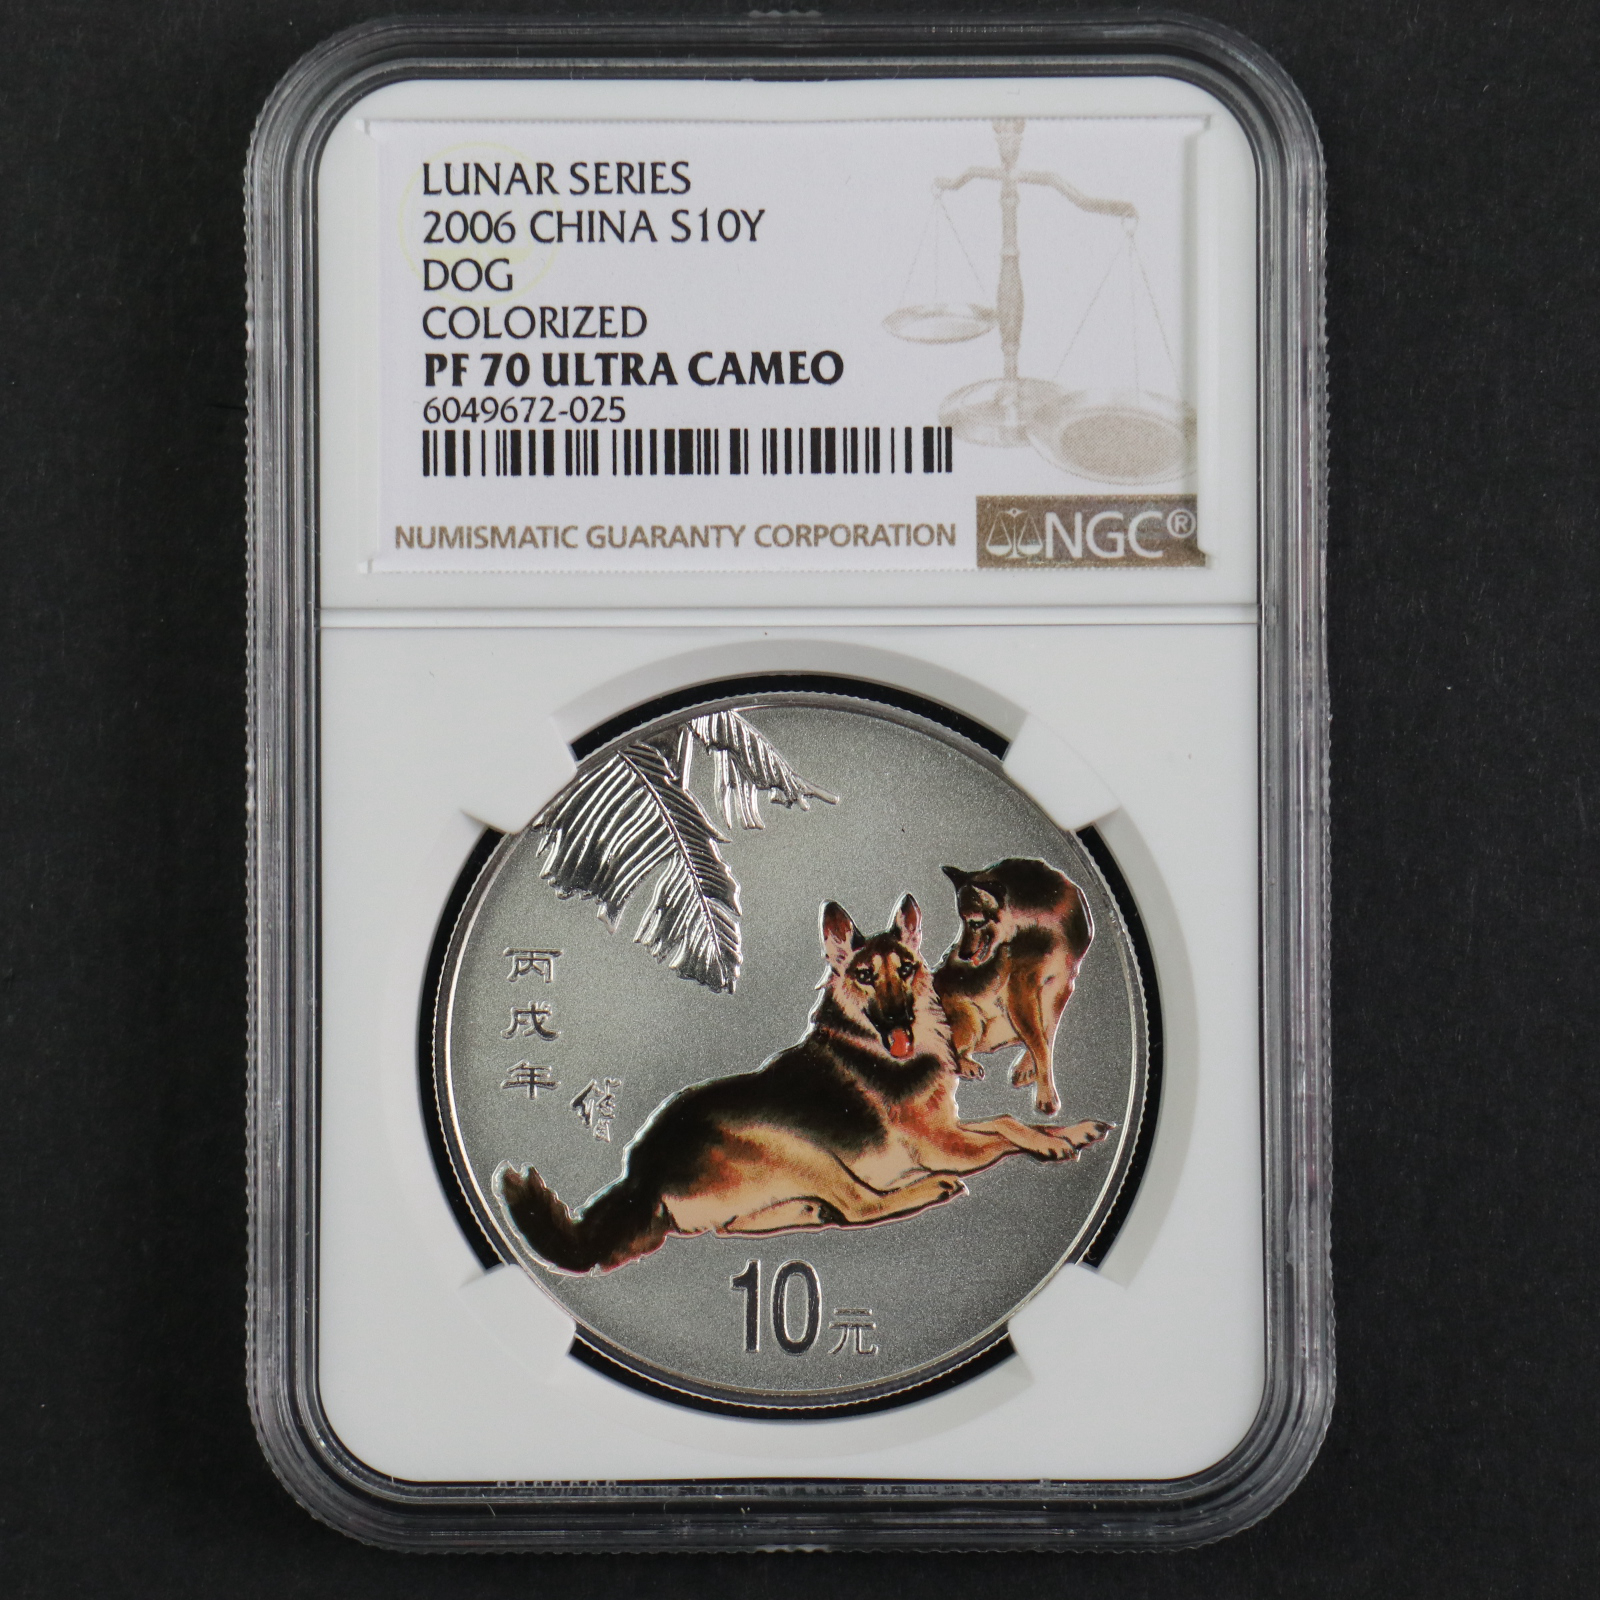 LUNAR SERIES
2006 CHINA S10Y
DOG
COLORIZED
PF 70 ULTRA CAMEO
6049672-025
NUMISMATIC GUARANTY CORPORATION
NGC®
丙戌年
10元